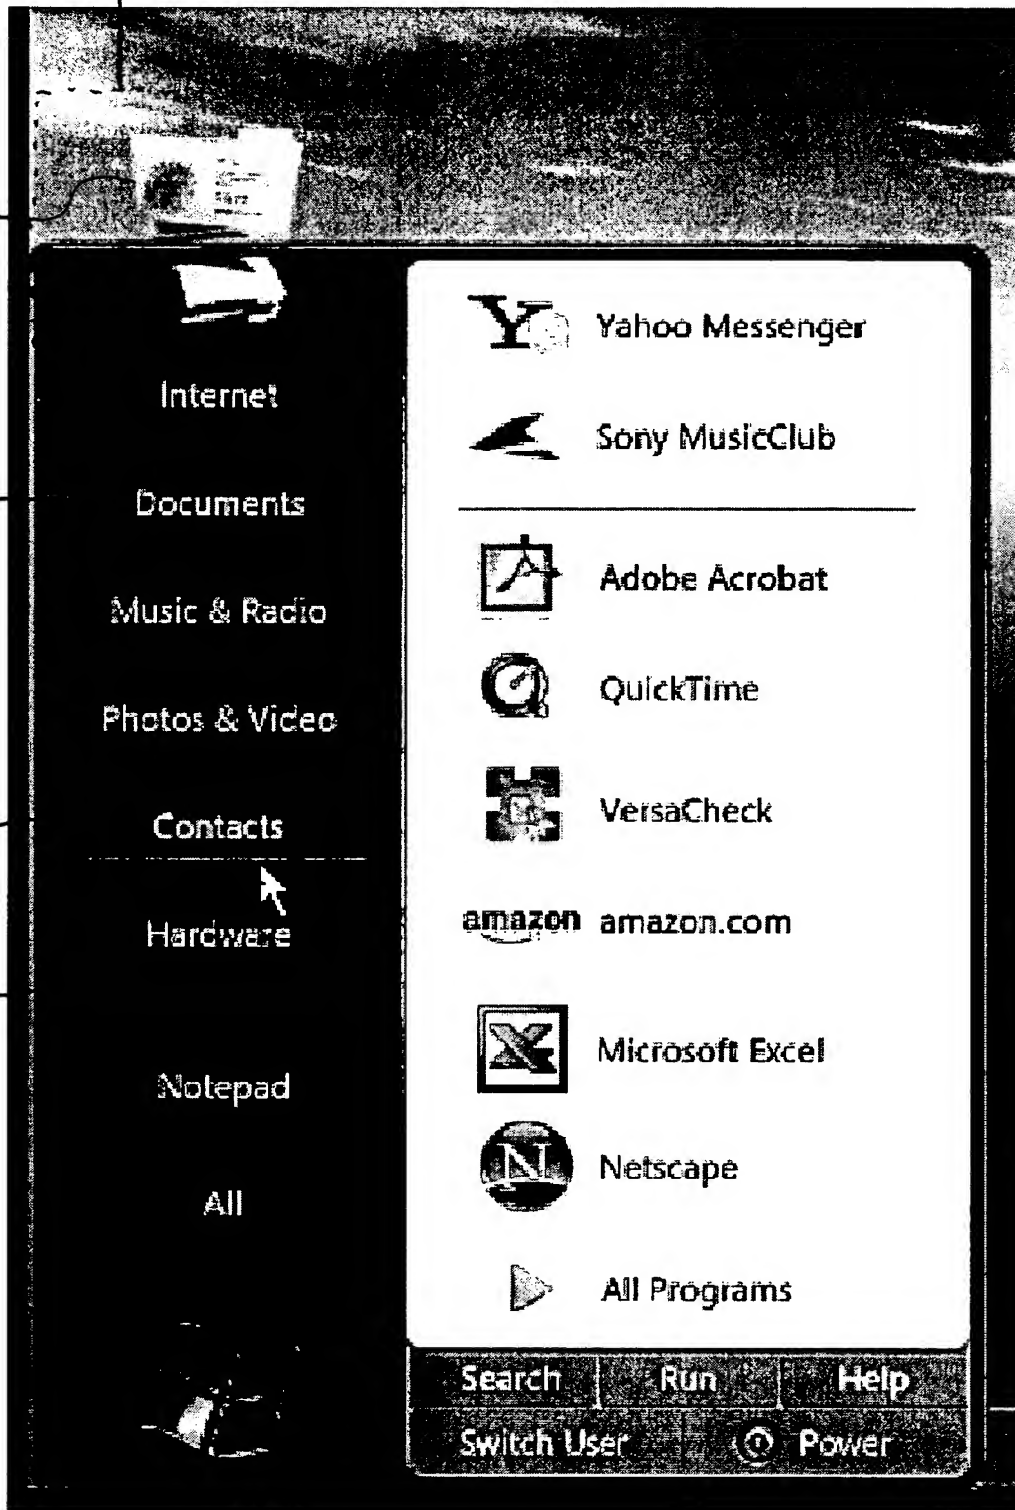 Internet
Documents
Music & Radio
Photos & Video
Contacts
Hardware
Notepad
All
Yahoo Messenger
Sony MusicClub
Adobe Acrobat
QuickTime
VersaCheck
amazon amazon.com
Microsoft Excel
Netscape
All Programs
Search Run Help
Switch User Power